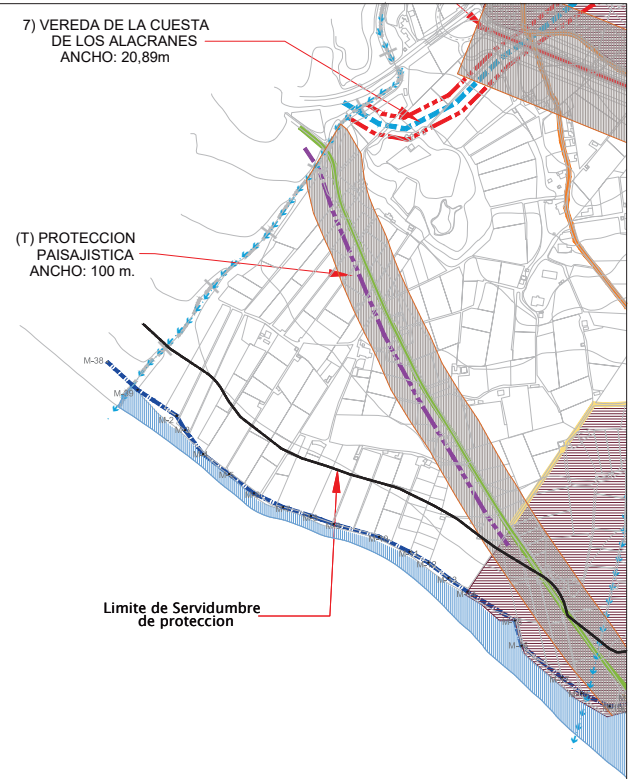 7) VEREDA DE LA CUESTA
DE LOS ALACRANES
ANCHO: 20,89m
(T) PROTECCION
PAISAJISTICA
ANCHO: 100 m.
M-38
M-39
Limite de Servidumbre
de proteccion